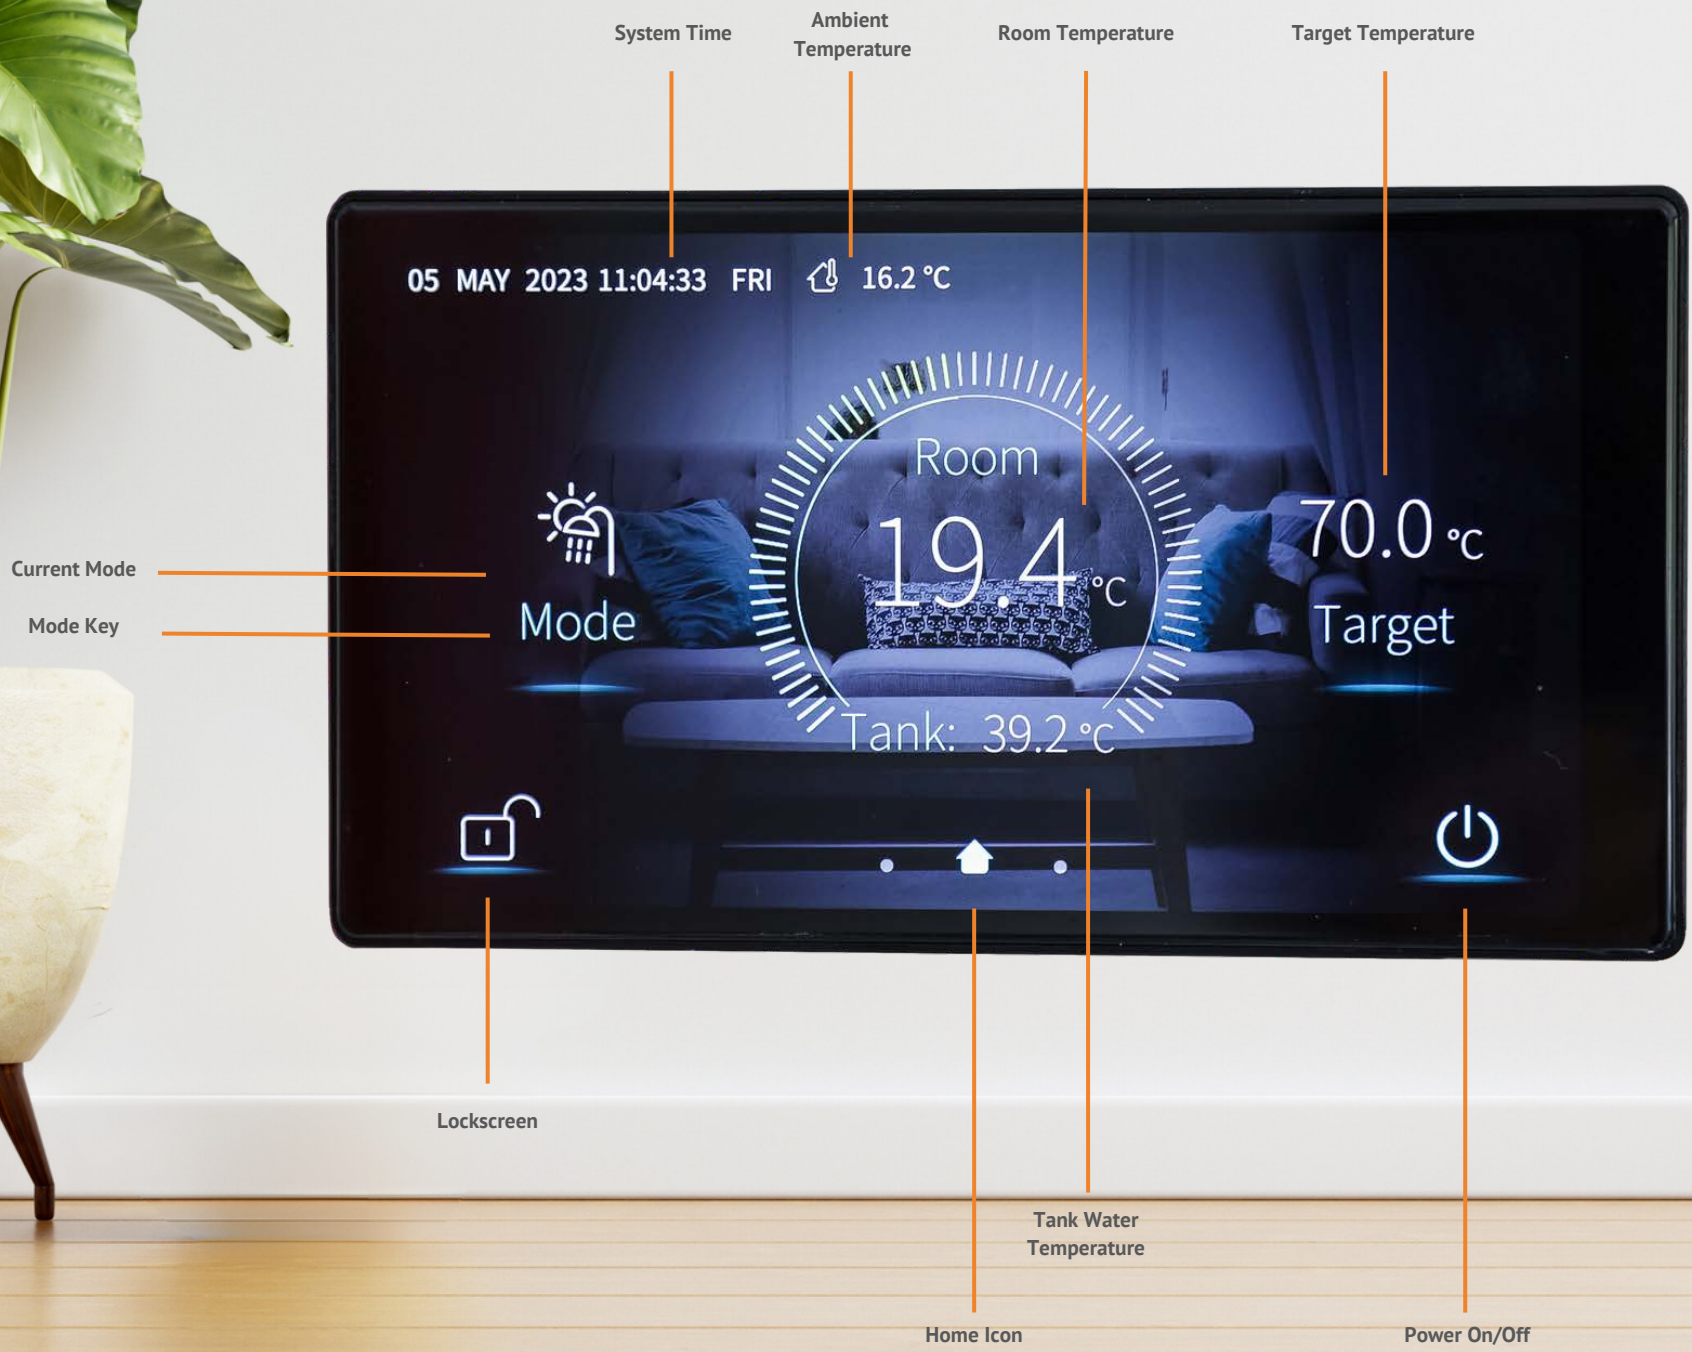 System Time
Ambient
Temperature
Room Temperature
Target Temperature
05 MAY 2023 11:04:33 FRI 16.2 °C
Room
19.4 °C
70.0 °C
Current Mode
Mode Key
Mode
Target
Tank: 39.2 °C
Lockscreen
Tank Water
Temperature
Home Icon
Power On/Off